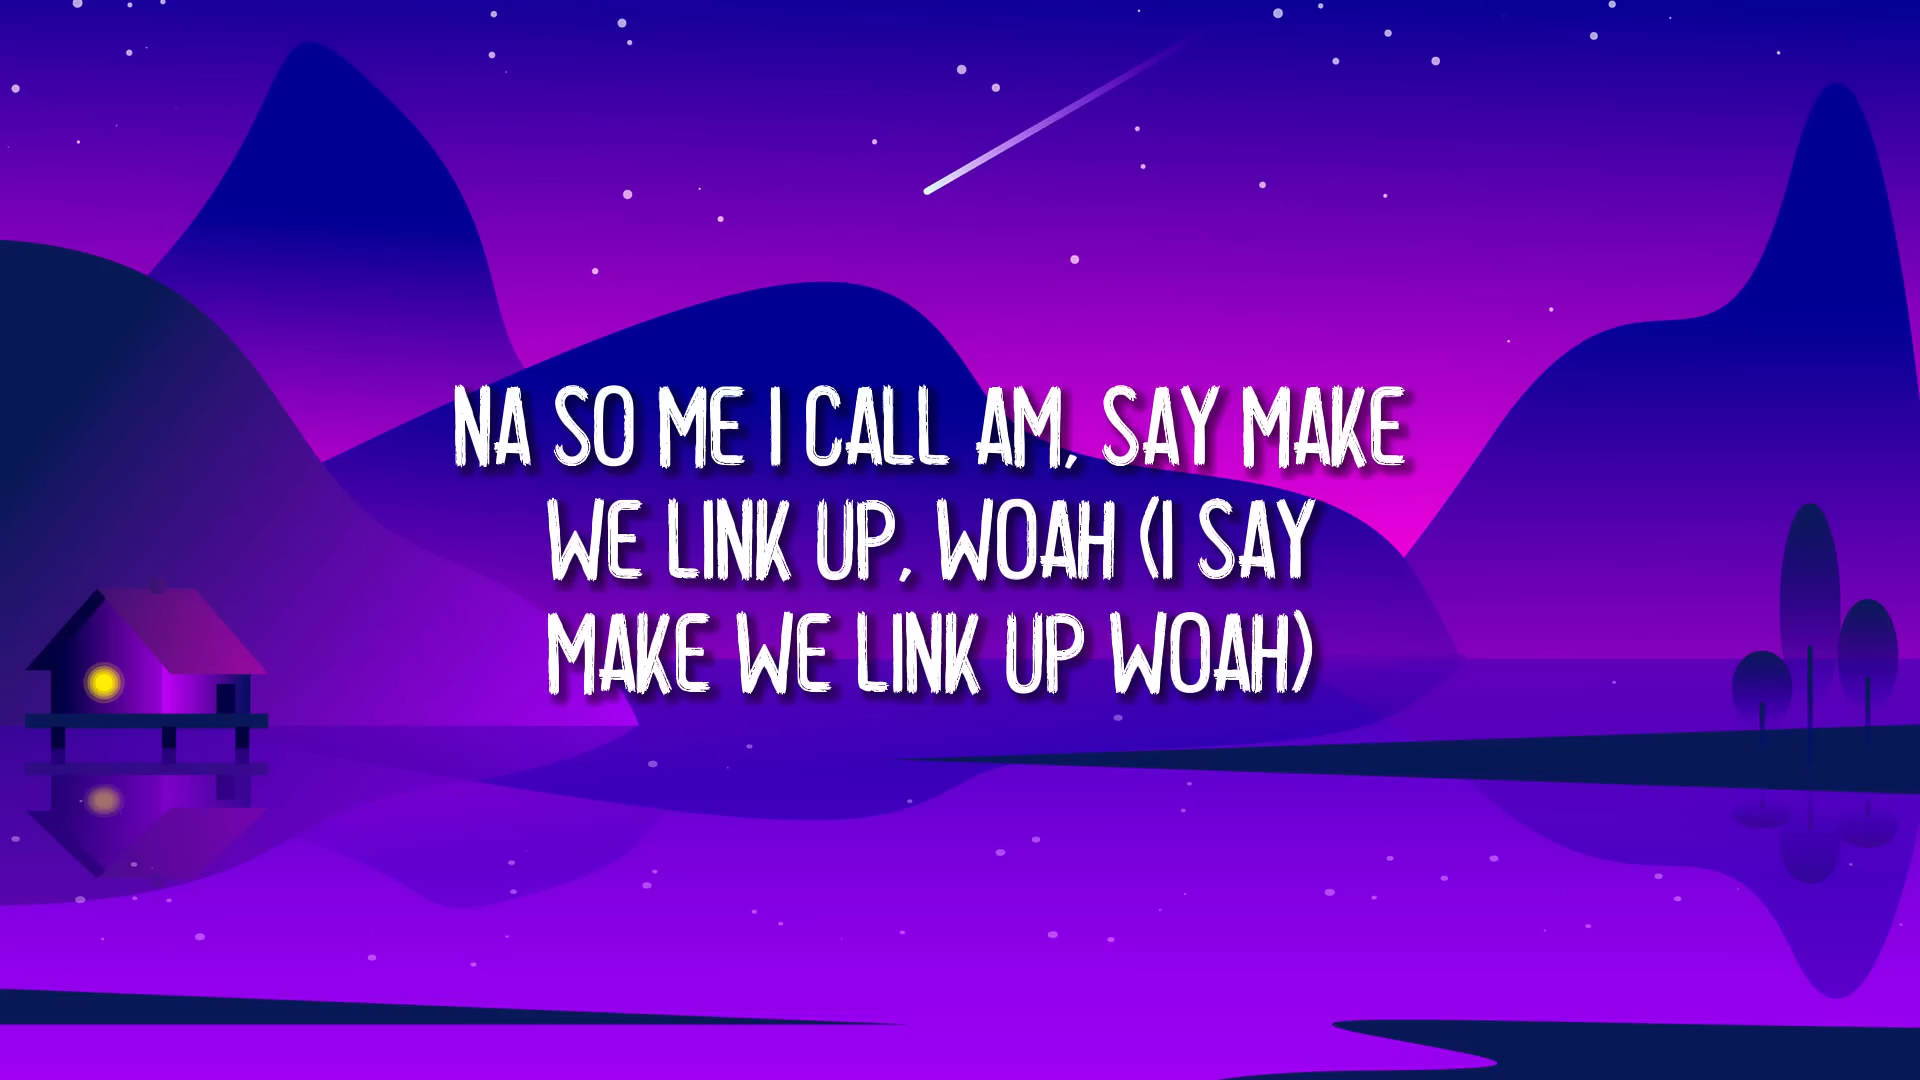 NA SO ME I CALL AM, SAY MAKE
WE LINK UP, WOAH (I SAY
MAKE WE LINK UP WOAH)